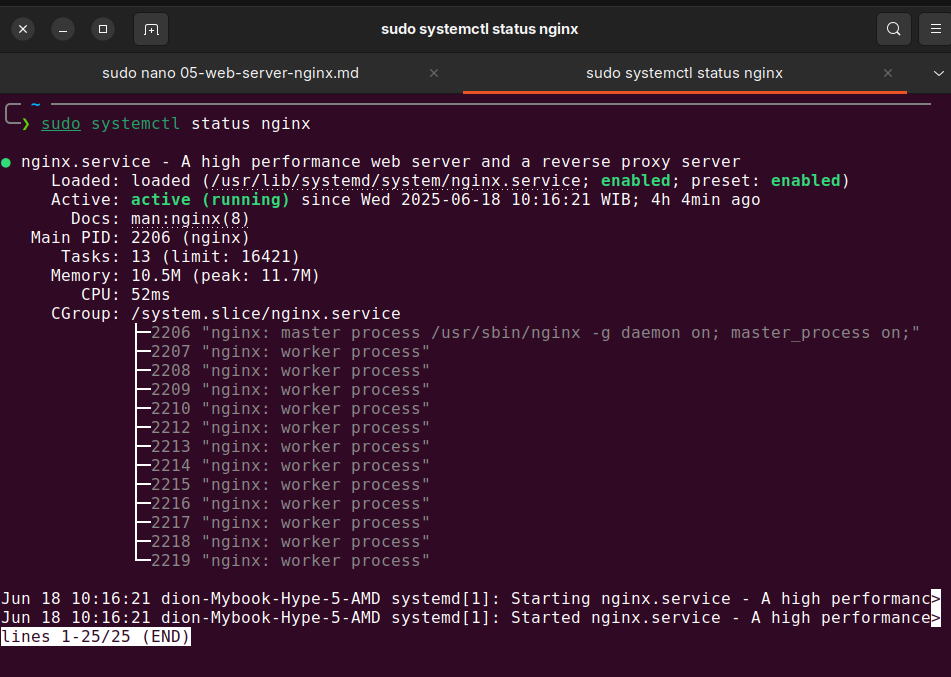 sudo systemctl status nginx
sudo nano 05-web-server-nginx.md
sudo systemctl status nginx
~
❯ sudo systemctl status nginx
● nginx.service - A high performance web server and a reverse proxy server
Loaded: loaded (/usr/lib/systemd/system/nginx.service; enabled; preset: enabled)
Active: active (running) since Wed 2025-06-18 10:16:21 WIB; 4h 4min ago
Docs: man:nginx(8)
Main PID: 2206 (nginx)
Tasks: 13 (limit: 16421)
Memory: 10.5M (peak: 11.7M)
CPU: 52ms
CGroup: /system.slice/nginx.service
├─2206 "nginx: master process /usr/sbin/nginx -g daemon on; master_process on;"
├─2207 "nginx: worker process"
├─2208 "nginx: worker process"
├─2209 "nginx: worker process"
├─2210 "nginx: worker process"
├─2212 "nginx: worker process"
├─2213 "nginx: worker process"
├─2214 "nginx: worker process"
├─2215 "nginx: worker process"
├─2216 "nginx: worker process"
├─2217 "nginx: worker process"
├─2218 "nginx: worker process"
└─2219 "nginx: worker process"
Jun 18 10:16:21 dion-Mybook-Hype-5-AMD systemd[1]: Starting nginx.service - A high performanc>
Jun 18 10:16:21 dion-Mybook-Hype-5-AMD systemd[1]: Started nginx.service - A high performance>
lines 1-25/25 (END)